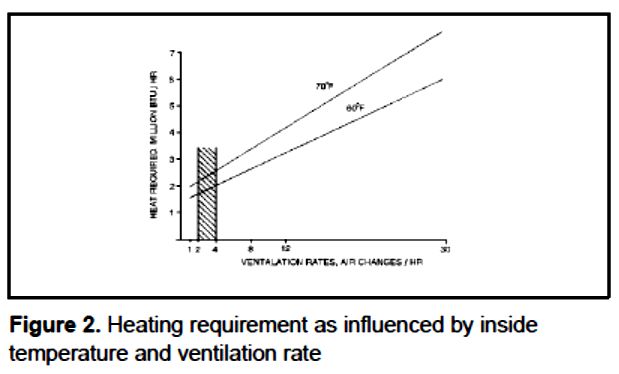 7
6
5
4
3
2
1
HEAT REQUIRED, MILLION BTU / HR
70°F
60°F
1 2 4 8 12 30
VENTALATION RATES, AIR CHANGES / HR
Figure 2. Heating requirement as influenced by inside
temperature and ventilation rate